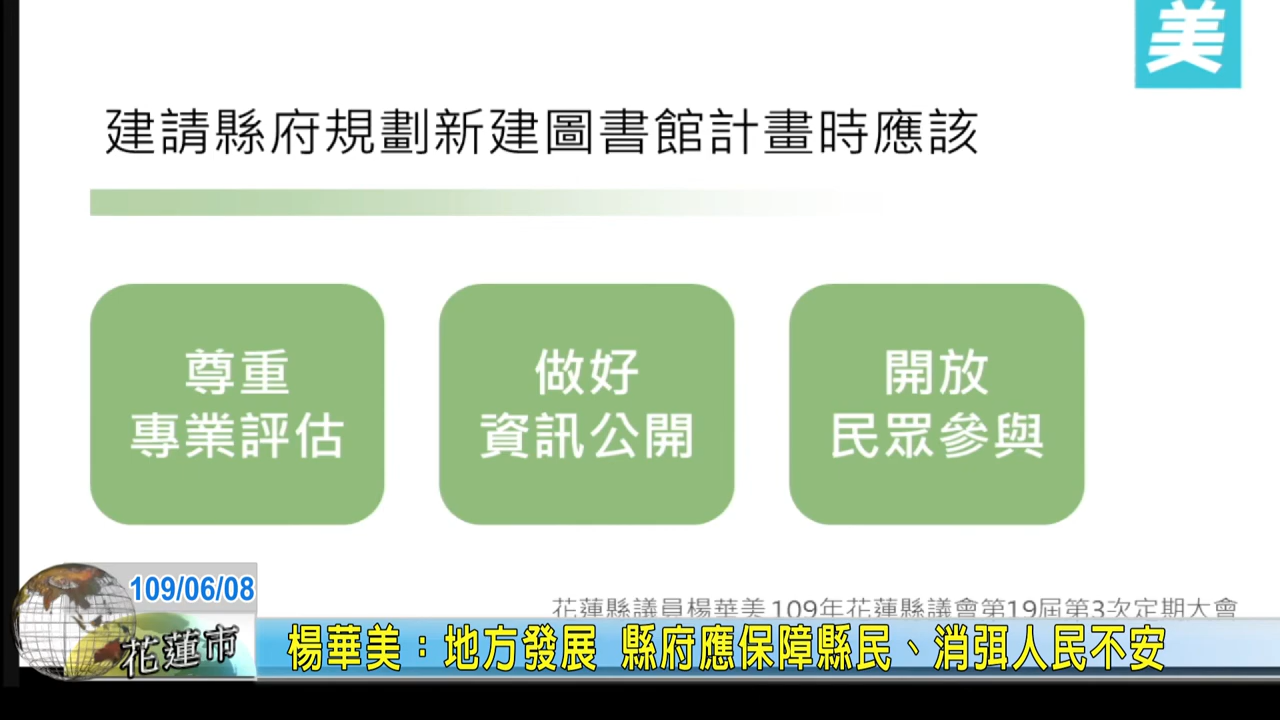 美
建請縣府規劃新建圖書館計畫時應該
尊重
專業評估
做好
資訊公開
開放
民眾參與
109/06/08
花蓮縣議員楊華美 109年花蓮縣議會第19屆第3次定期大會
花蓮市
楊華美：地方發展 縣府應保障縣民、消弭人民不安